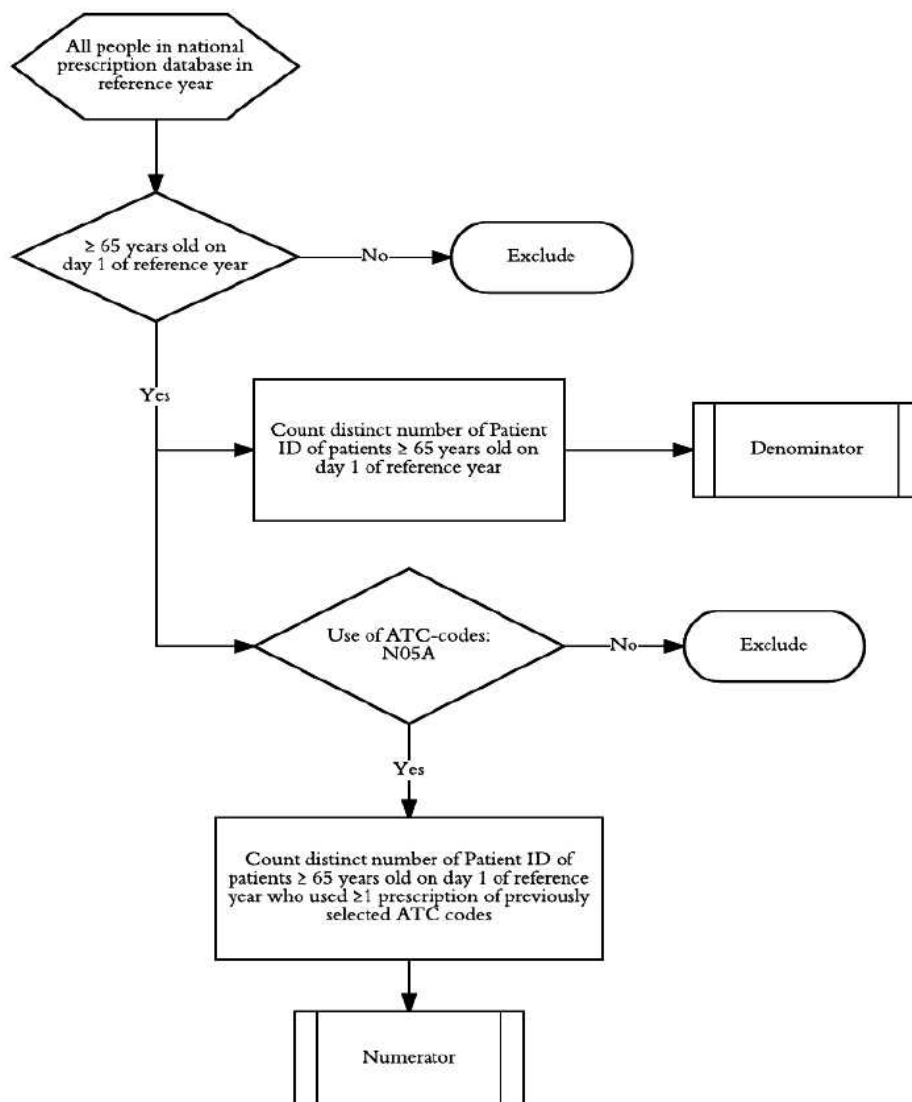 All people in national
prescription database in
reference year
≥ 65 years old on
day 1 of reference year
No
Exclude
Yes
Count distinct number of Patient
ID of patients ≥ 65 years old on
day 1 of reference year
Denominator
Use of ATC-codes:
N05A
No
Exclude
Yes
Count distinct number of Patient ID of
patients ≥ 65 years old on day 1 of reference
year who used ≥1 prescription of previously
selected ATC codes
Numerator